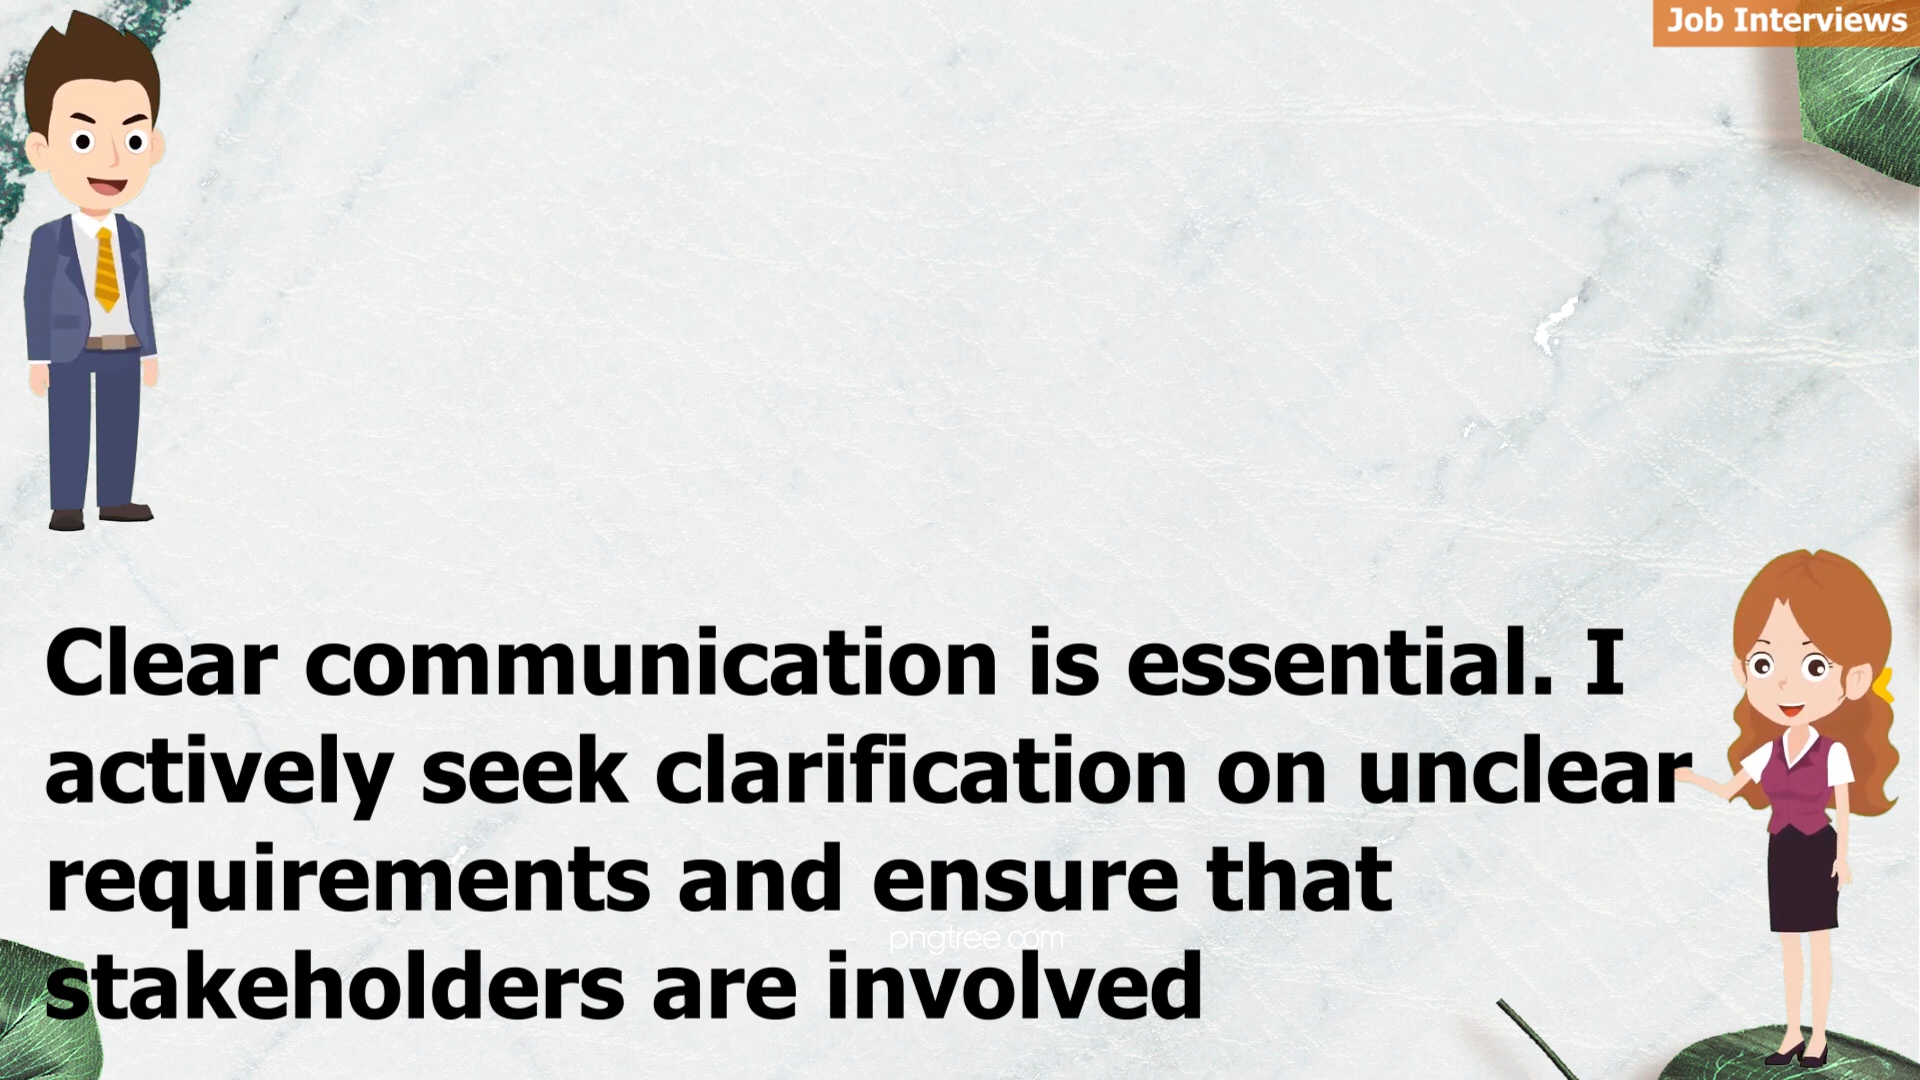 Job Interviews
Clear communication is essential. I
actively seek clarification on unclear
requirements and ensure that
pngtree.com
stakeholders are involved